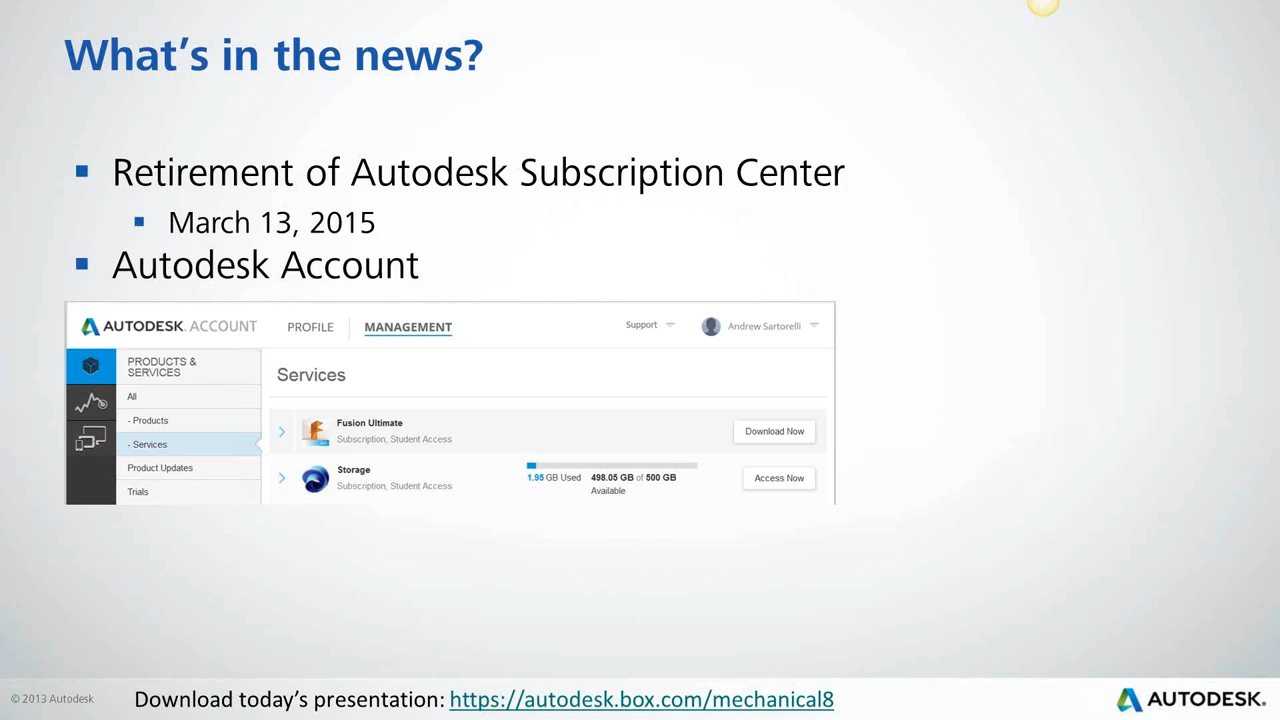 What's in the news?
Retirement of Autodesk Subscription Center
March 13, 2015
Autodesk Account
AUTODESK ACCOUNT PROFILE MANAGEMENT Support Andrew Sartorelli
PRODUCTS &
SERVICES
Services
All
- Products
- Services
Product Updates
Trials
Fusion Ultimate
Subscription, Student Access
Download Now
Storage
Subscription, Student Access
1.95 GB Used 498.05 GB of 500 GB
Available
Access Now
© 2013 Autodesk
Download today's presentation: https://autodesk.box.com/mechanical8
AUTODESK.